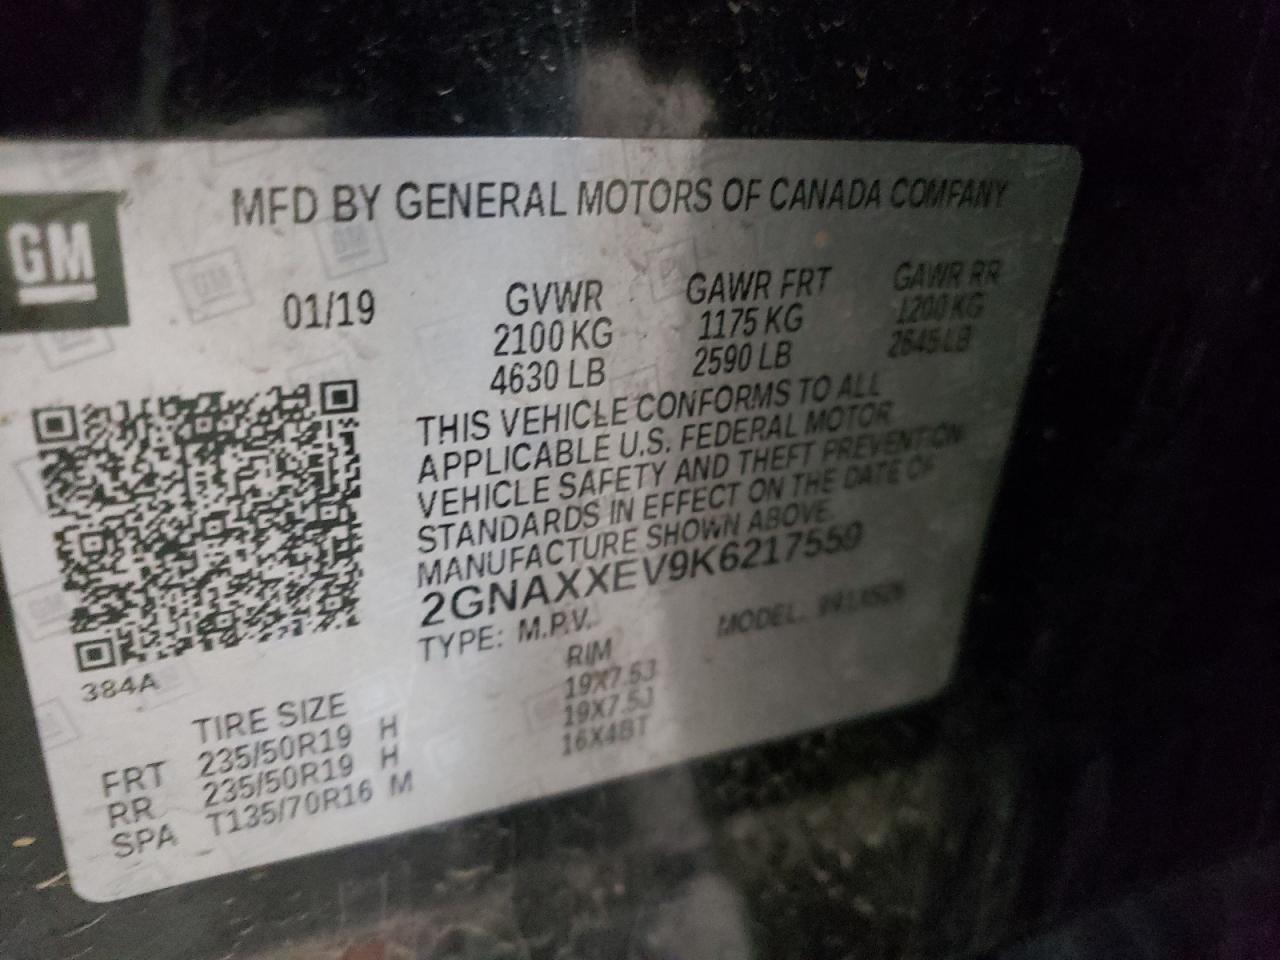 GM
MFD BY GENERAL MOTORS OF CANADA COMPANY
01/19
GVWR GAWR FRT GAWR RR
2100 KG 1175 KG 1200 KG
4630 LB 2590 LB 2645 LB
THIS VEHICLE CONFORMS TO ALL
APPLICABLE U.S. FEDERAL MOTOR
VEHICLE SAFETY AND THEFT PREVENTION
STANDARDS IN EFFECT ON THE DATE OF
MANUFACTURE SHOWN ABOVE.
2GNAXXEV9K6217559
TYPE: M.P.V. MODEL:
384A
TIRE SIZE RIM
FRT 235/50R19 H 19X7.5J
RR 235/50R19 H 19X7.5J
SPA T135/70R16 M 16X4BT